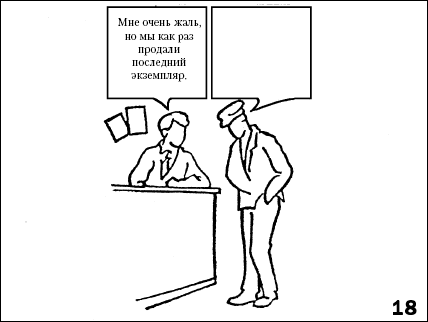 Мне очень жаль,
но мы как раз
продали
последний
экземпляр.
18